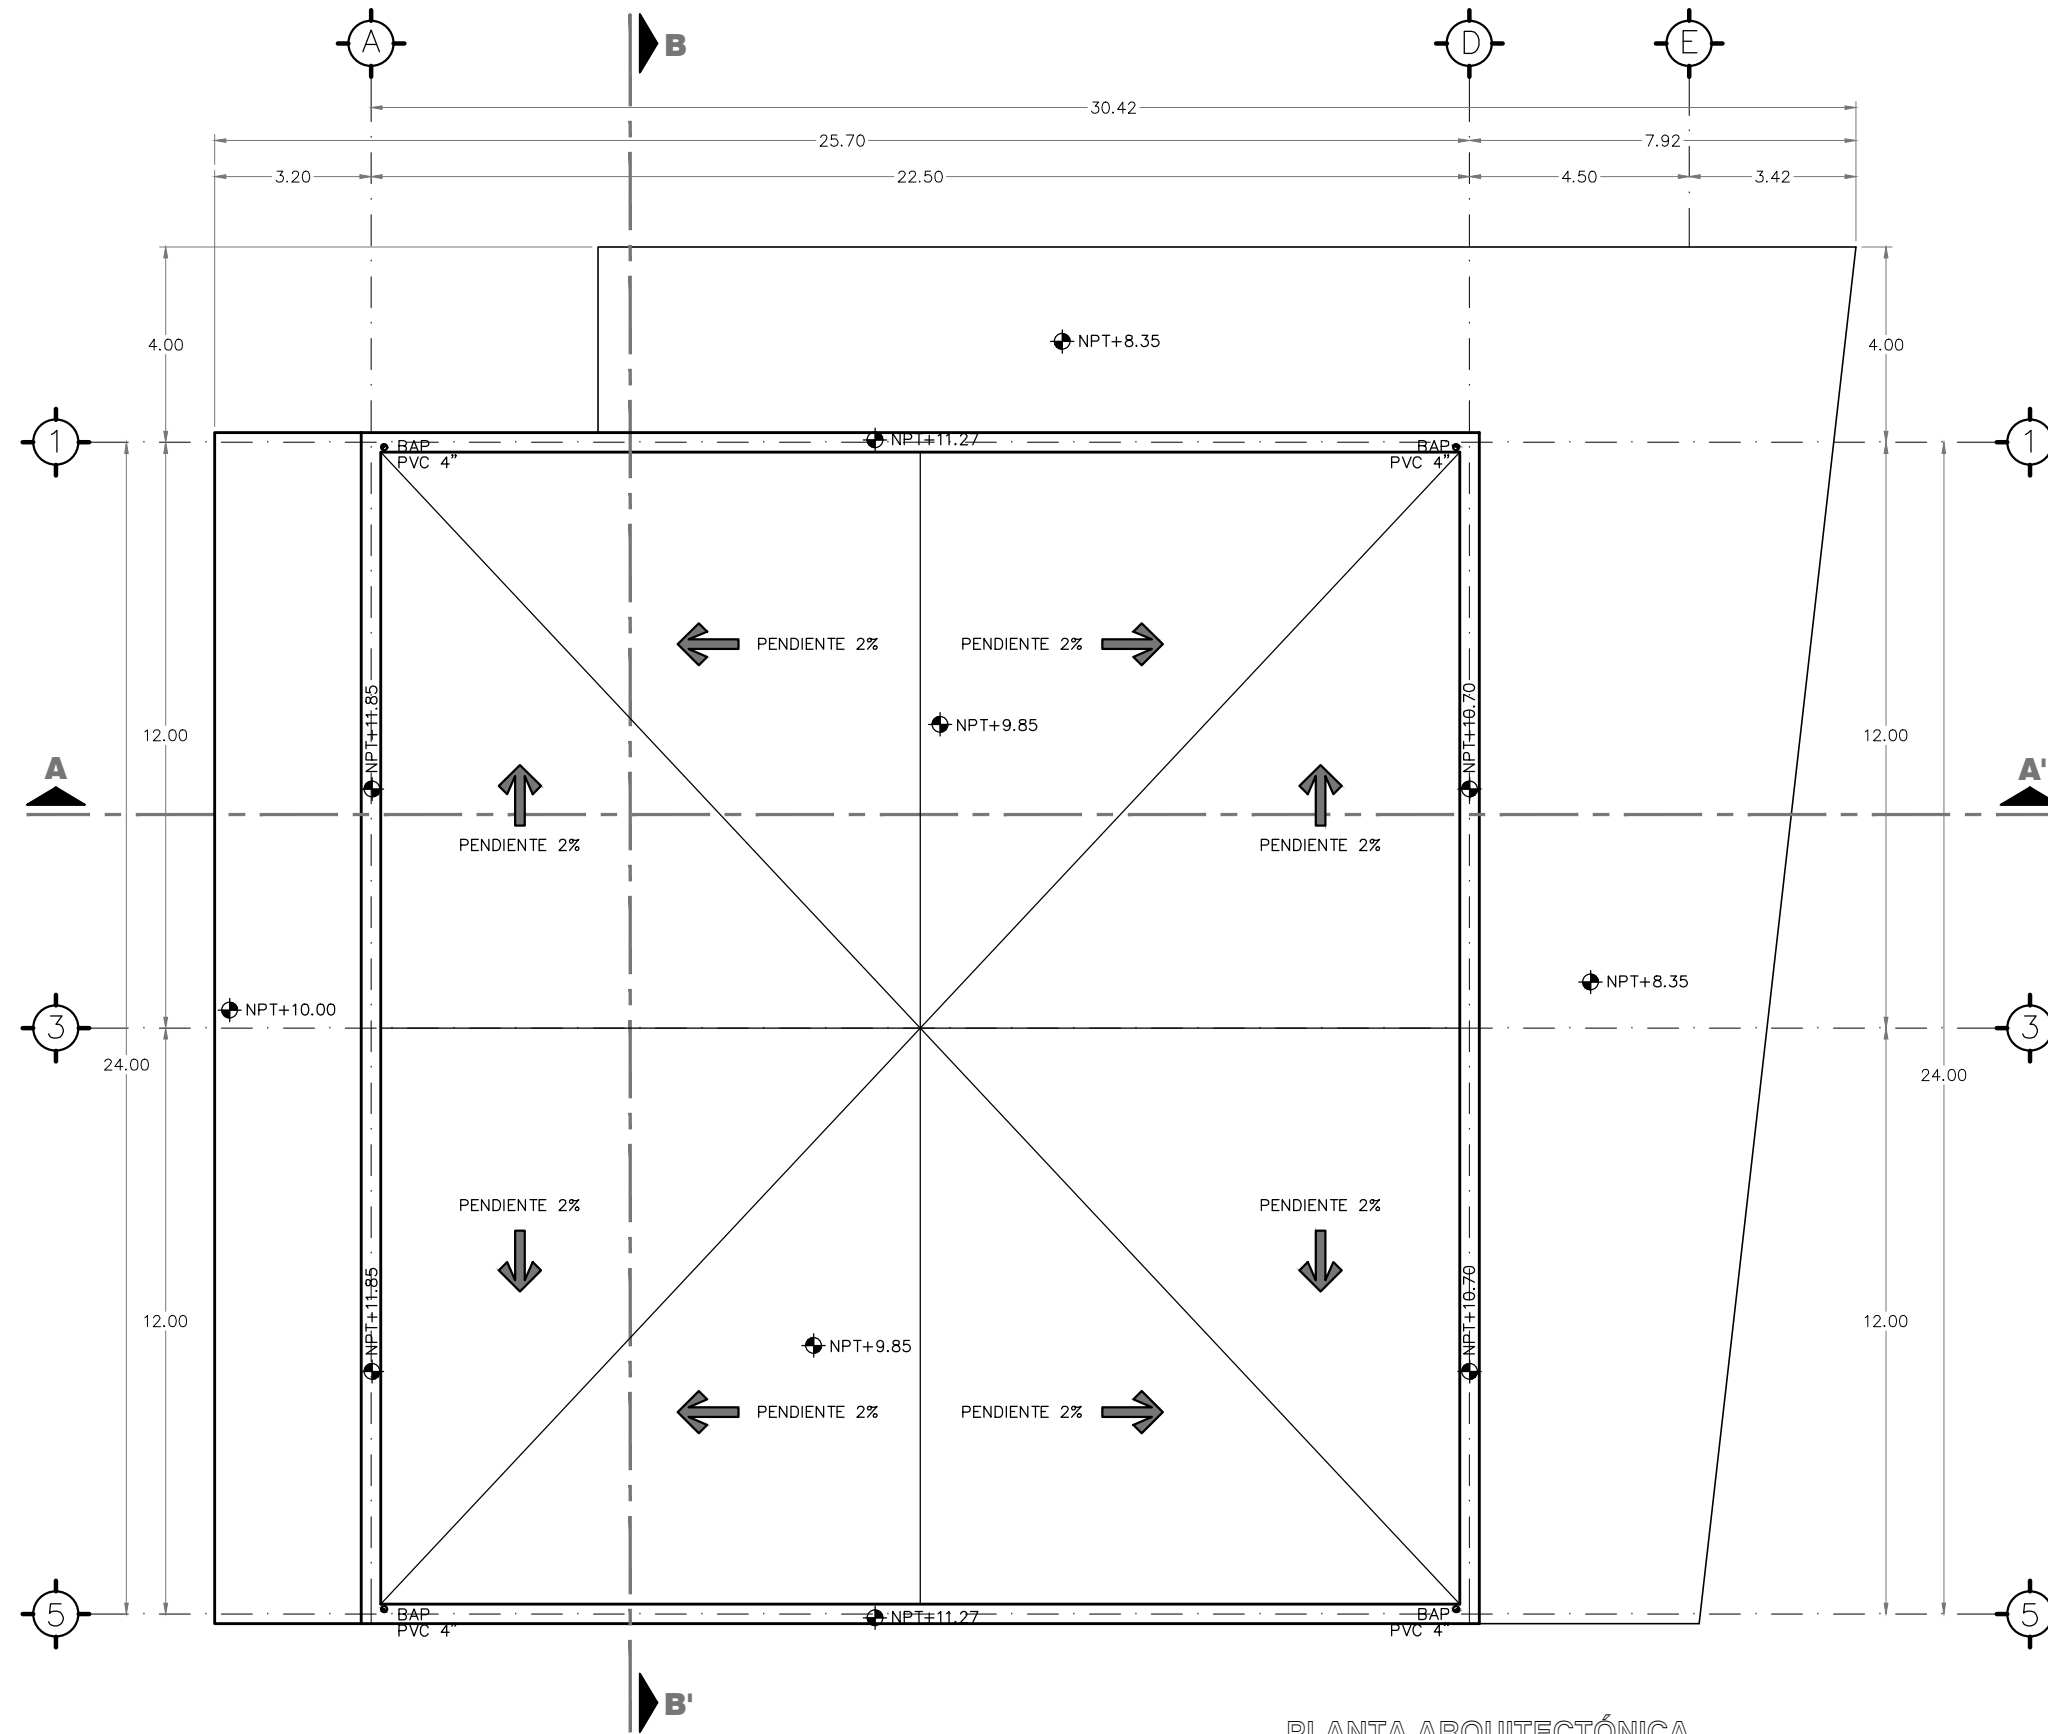 A
B
D
E
30.42
25.70
7.92
3.20
22.50
4.50
3.42
4.00
NPT+8.35
4.00
1
BAP
PVC 4"
NPT+11.27
BAP
PVC 4"
1
PENDIENTE 2%
PENDIENTE 2%
NPT+11.85
NPT+10.70
NPT+9.85
12.00
12.00
A
A'
PENDIENTE 2%
PENDIENTE 2%
NPT+8.35
NPT+10.00
3
3
24.00
24.00
PENDIENTE 2%
PENDIENTE 2%
NPT+11.85
NPT+10.70
12.00
12.00
NPT+9.85
PENDIENTE 2%
PENDIENTE 2%
5
BAP
PVC 4"
NPT+11.27
BAP
PVC 4"
5
B'
PLANTA ARQUITECTÓNICA